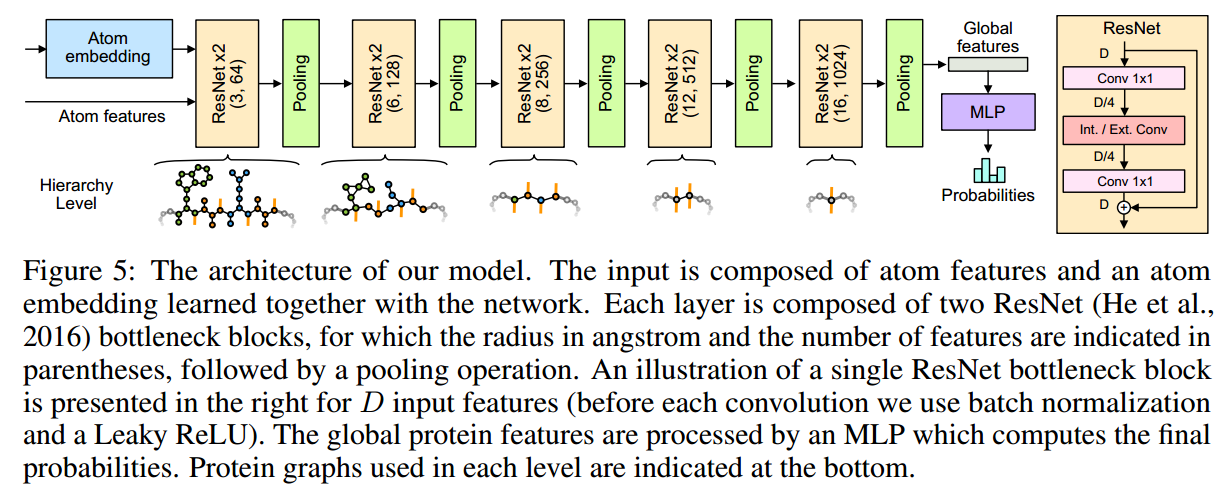 Atom
embedding
Atom features
ResNet x2
(3, 64)
Pooling
ResNet x2
(6, 128)
Pooling
ResNet x2
(8, 256)
Pooling
ResNet x2
(12, 512)
Pooling
ResNet x2
(16, 1024)
Pooling
Global
features
MLP
Probabilities
ResNet
D
Conv 1x1
D/4
Int. / Ext. Conv
D/4
Conv 1x1
D
+
Hierarchy
Level
Figure 5: The architecture of our model. The input is composed of atom features and an atom
embedding learned together with the network. Each layer is composed of two ResNet (He et al.,
2016) bottleneck blocks, for which the radius in angstrom and the number of features are indicated in
parentheses, followed by a pooling operation. An illustration of a single ResNet bottleneck block
is presented in the right for D input features (before each convolution we use batch normalization
and a Leaky ReLU). The global protein features are processed by an MLP which computes the final
probabilities. Protein graphs used in each level are indicated at the bottom.